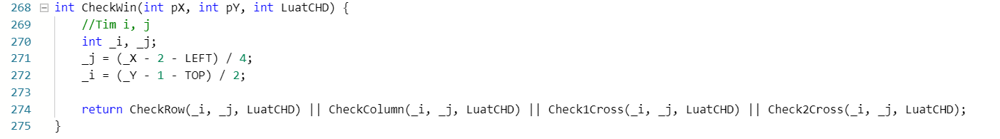 268 int CheckWin(int pX, int pY, int LuatCHD) {
269 //Tim i, j
270 int _i, _j;
271 _j = (_X - 2 - LEFT) / 4;
272 _i = (_Y - 1 - TOP) / 2;
273
274 return CheckRow(_i, _j, LuatCHD) || CheckColumn(_i, _j, LuatCHD) || Check1Cross(_i, _j, LuatCHD) || Check2Cross(_i, _j, LuatCHD);
275 }